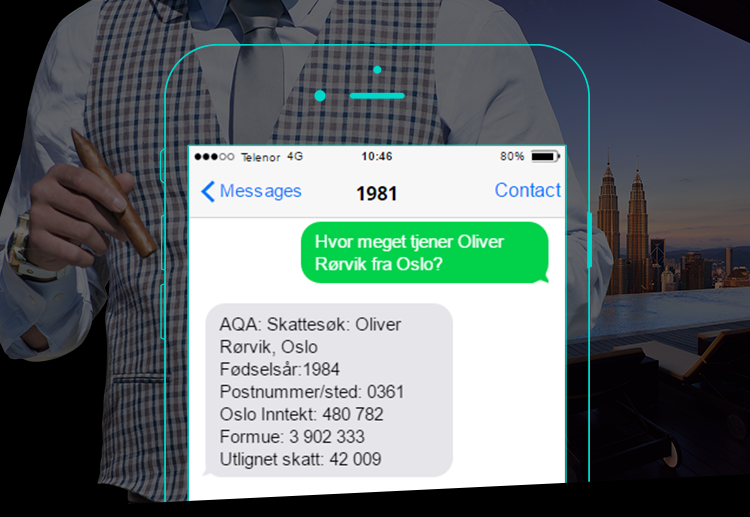 Telenor 4G 10:46 80%
Messages 1981 Contact
Hvor meget tjener Oliver
Rørvik fra Oslo?
AQA: Skattesøk: Oliver
Rørvik, Oslo
Fødselsår:1984
Postnummer/sted: 0361
Oslo Inntekt: 480 782
Formue: 3 902 333
Utlignet skatt: 42 009